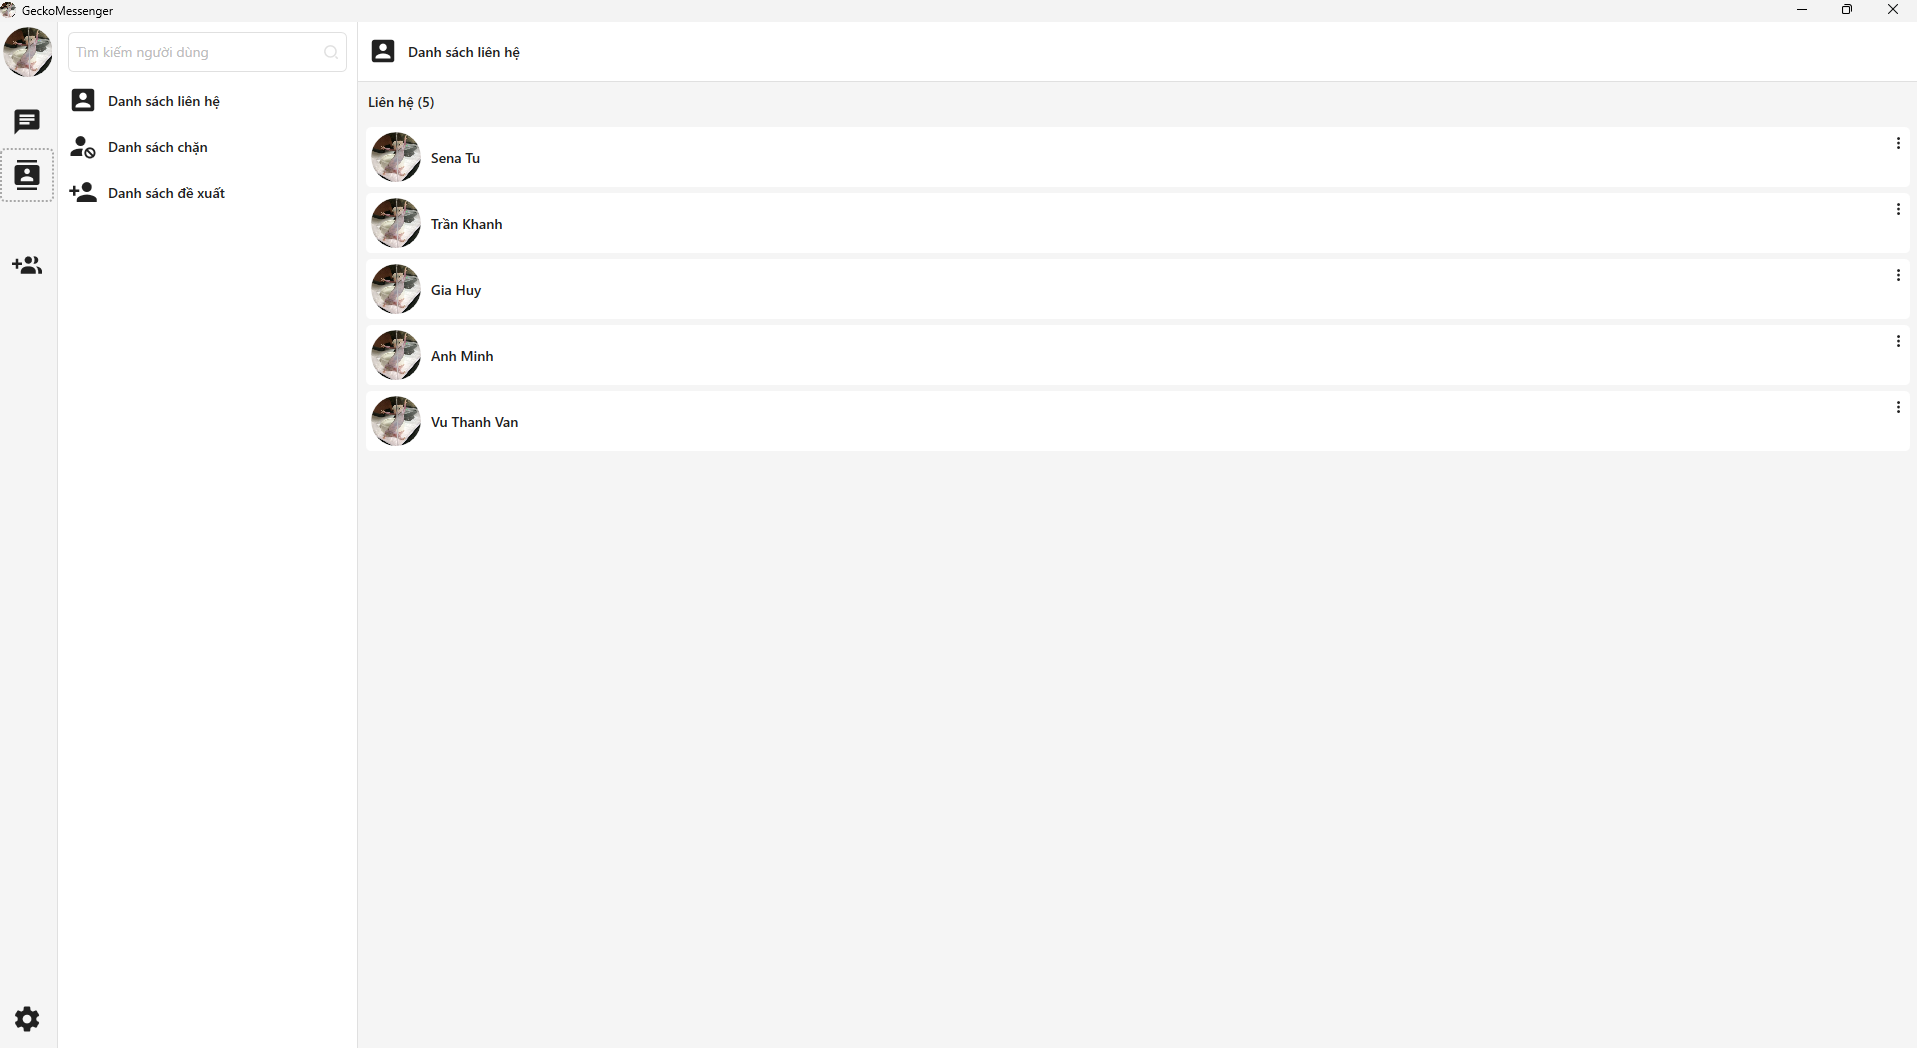 GeckoMessenger
Tìm kiếm người dùng
Danh sách liên hệ
Danh sách chặn
Danh sách đề xuất
Danh sách liên hệ
Liên hệ (5)
Sena Tu
Trần Khanh
Gia Huy
Anh Minh
Vu Thanh Van